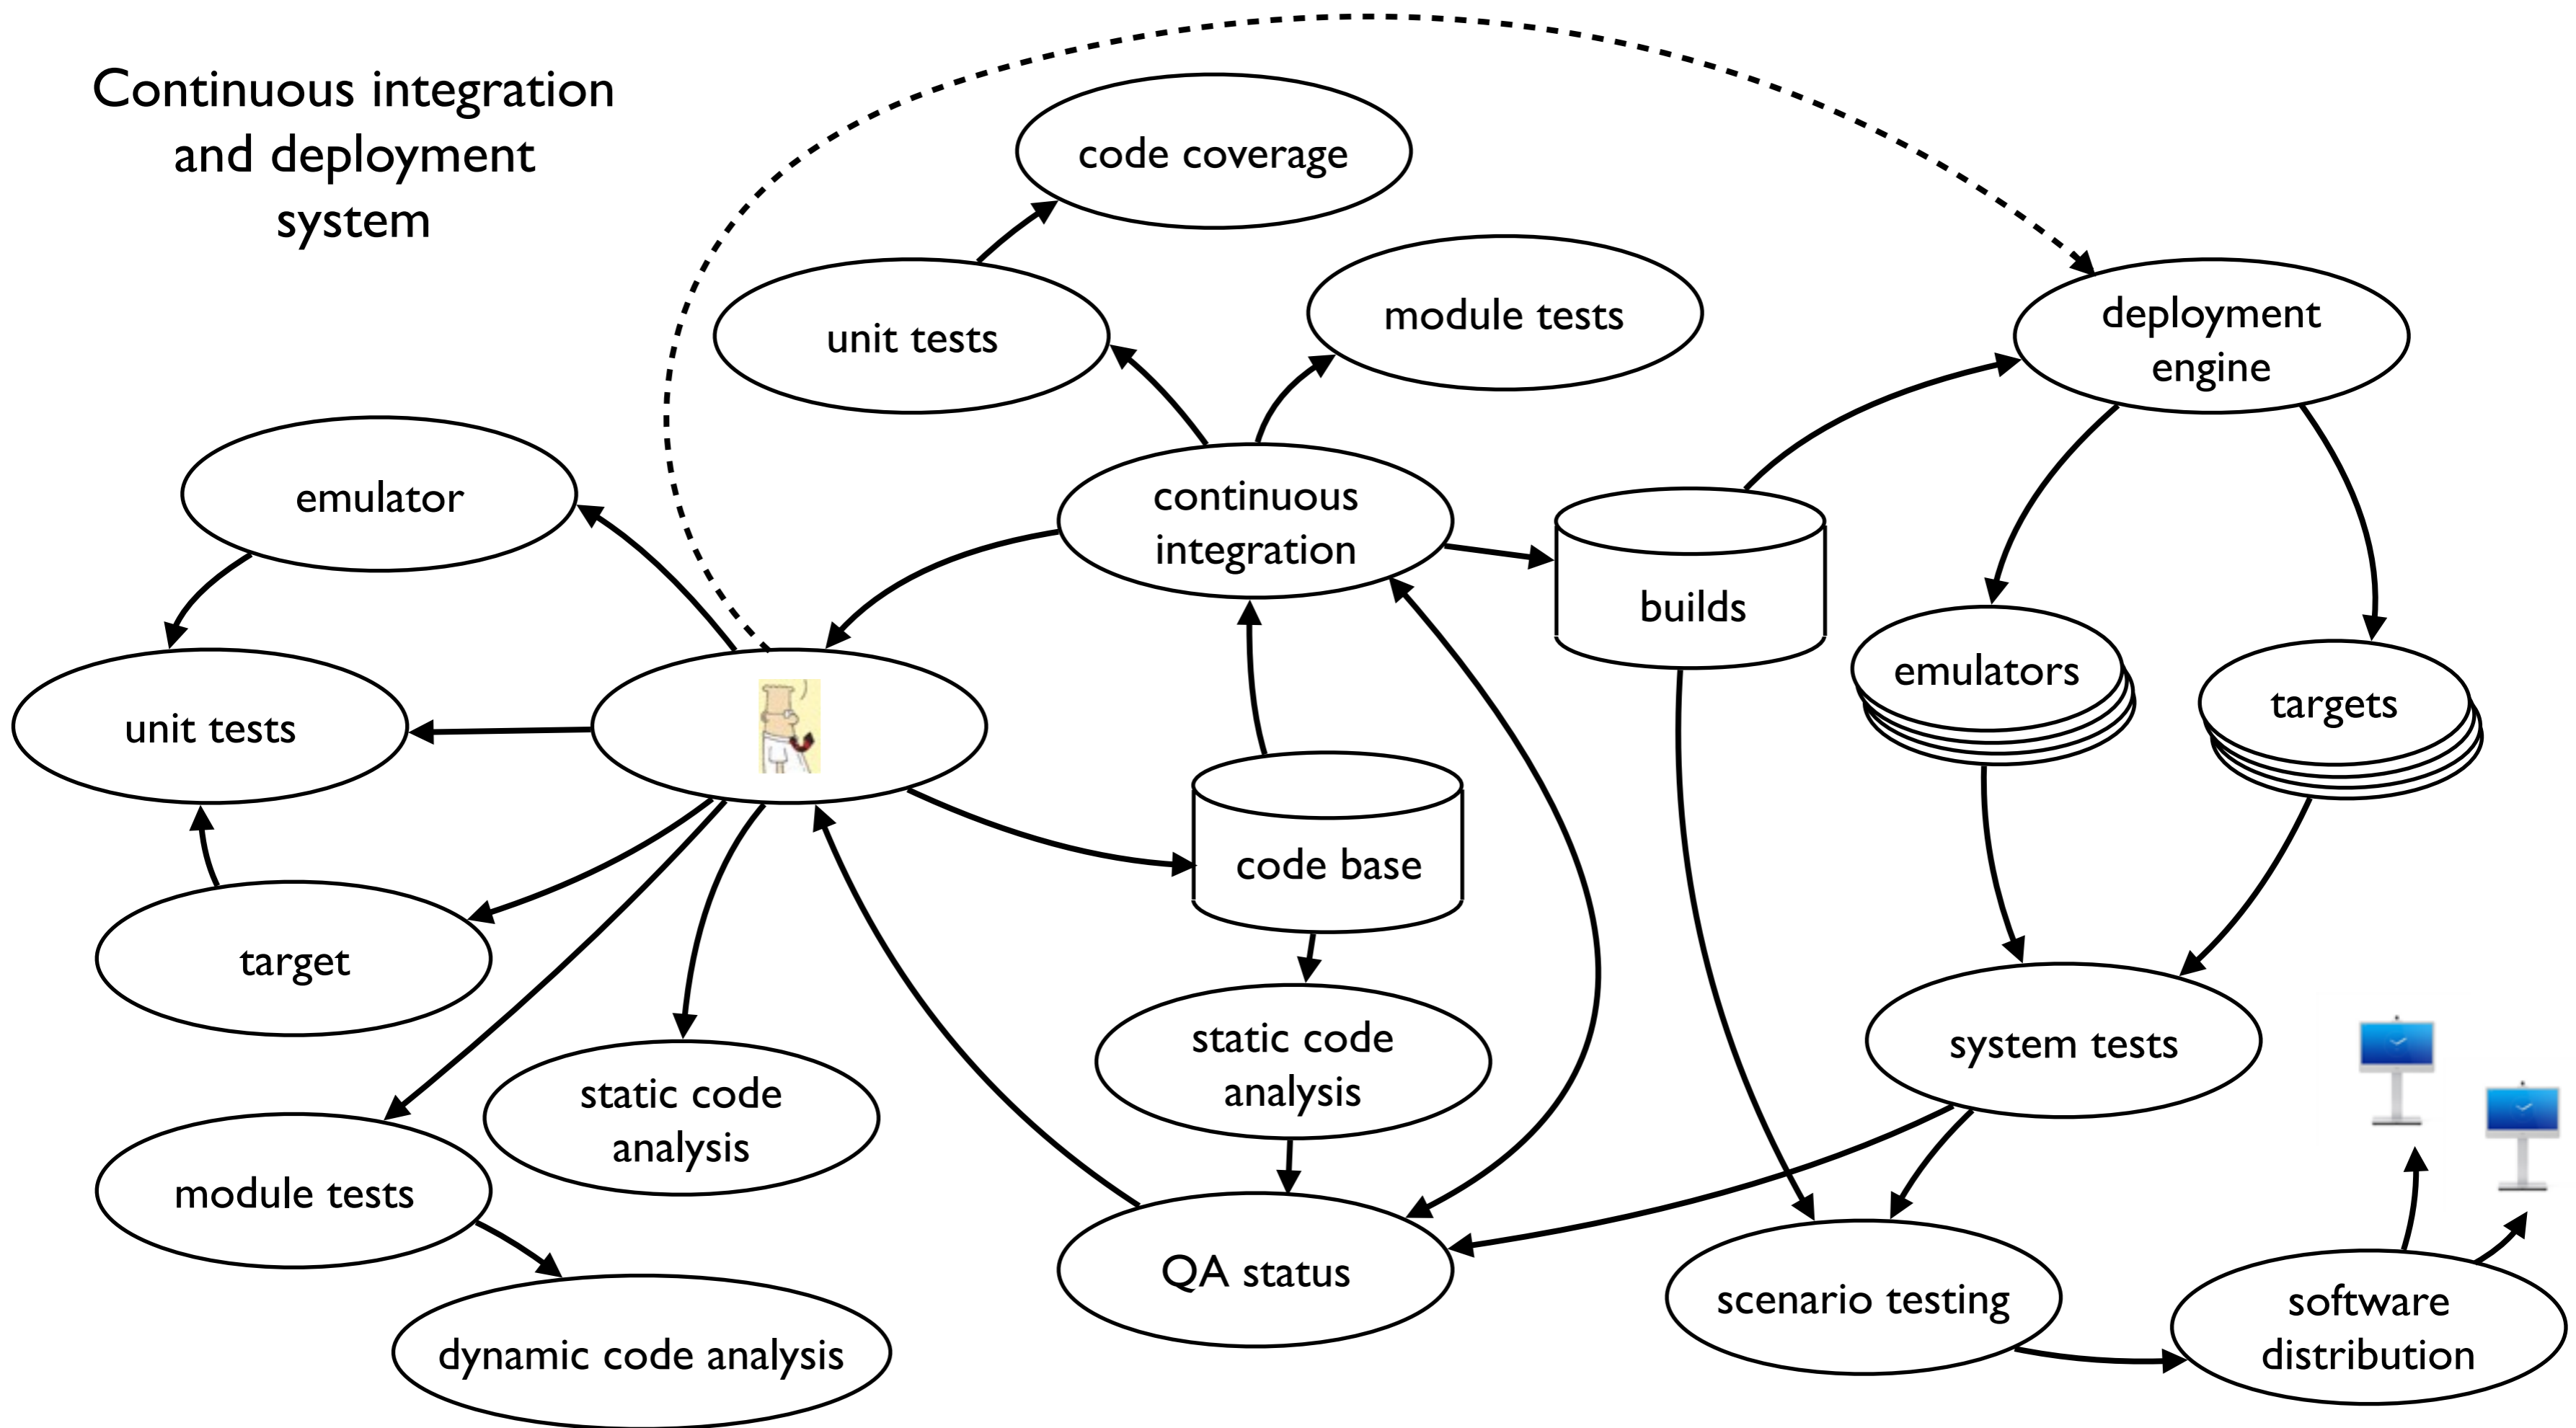 Continuous integration
and deployment
system
code coverage
unit tests
module tests
deployment
engine
emulator
continuous
integration
builds
emulators
targets
unit tests
code base
target
static code
analysis
system tests
static code
analysis
module tests
QA status
scenario testing
software
distribution
dynamic code analysis